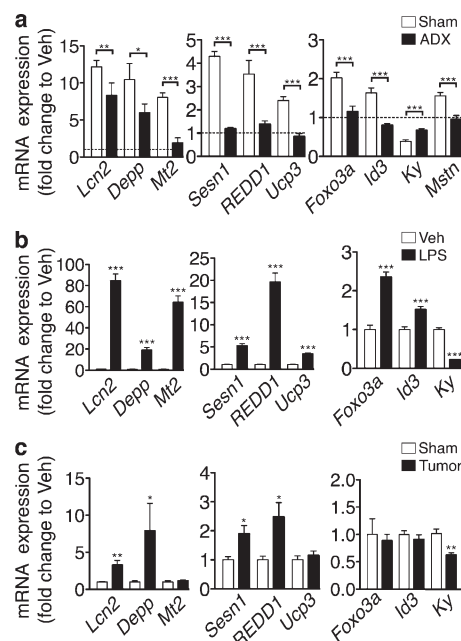 a
Sham
ADX
mRNA expression
(fold change to Veh)
15
10
5
0
** * ***
Lcn2 Depp Mt2
5
4
3
2
1
0
*** *** ***
Sesn1 REDD1 Ucp3
3
2
1
0
*** *** *** ***
Foxo3a Id3 Ky Mstn
b
Veh
LPS
mRNA expression
(fold change to Veh)
100
80
60
40
20
0
*** *** ***
Lcn2 Depp Mt2
25
20
15
10
5
0
*** *** ***
Sesn1 REDD1 Ucp3
3
2
1
0
*** *** ***
Foxo3a Id3 Ky
c
Sham
Tumor
mRNA expression
(fold change to Veh)
15
10
5
0
** *
Lcn2 Depp Mt2
4
3
2
1
0
* *
Sesn1 REDD1 Ucp3
2.0
1.5
1.0
0.5
0.0
**
Foxo3a Id3 Ky